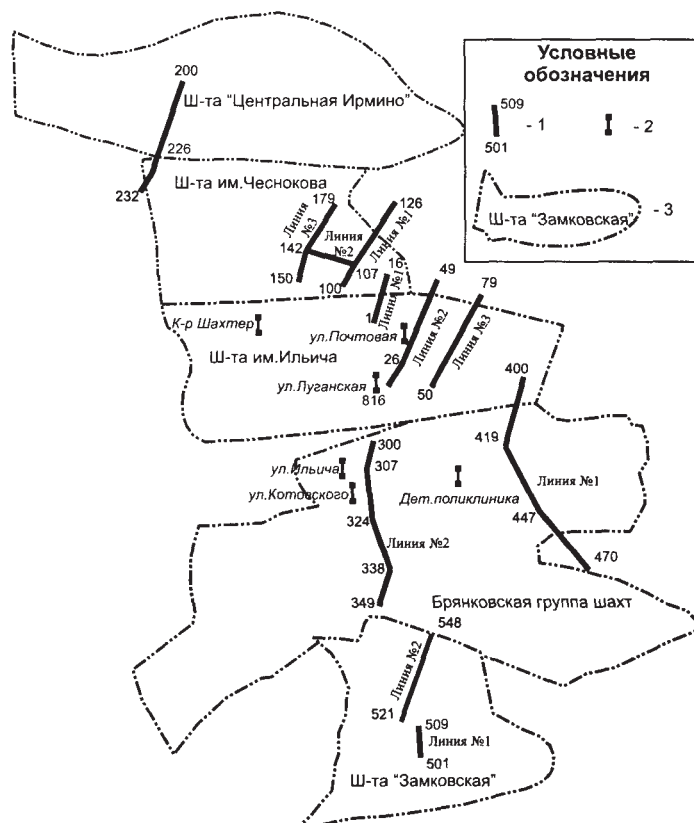 Условные
обозначения
509
501
- 1
- 2
Ш-та "Замковская"
- 3
200
Ш-та "Центральная Ирмино"
226
232
Ш-та им.Чеснокова
179
126
Линия №3
Линия №2
Линия №1
142
107
150
100
16
Линия №1
1
49
79
К-р Шахтер
ул.Почтовая
Линия №2
Линия №3
Ш-та им.Ильича
26
ул.Луганская
816
50
400
419
300
ул.Ильича
307
ул.Котовского
Дет.поликлиника
Линия №1
324
447
Линия №2
338
470
349
Брянковская группа шахт
548
Линия №2
521
509
Линия №1
501
Ш-та "Замковская"